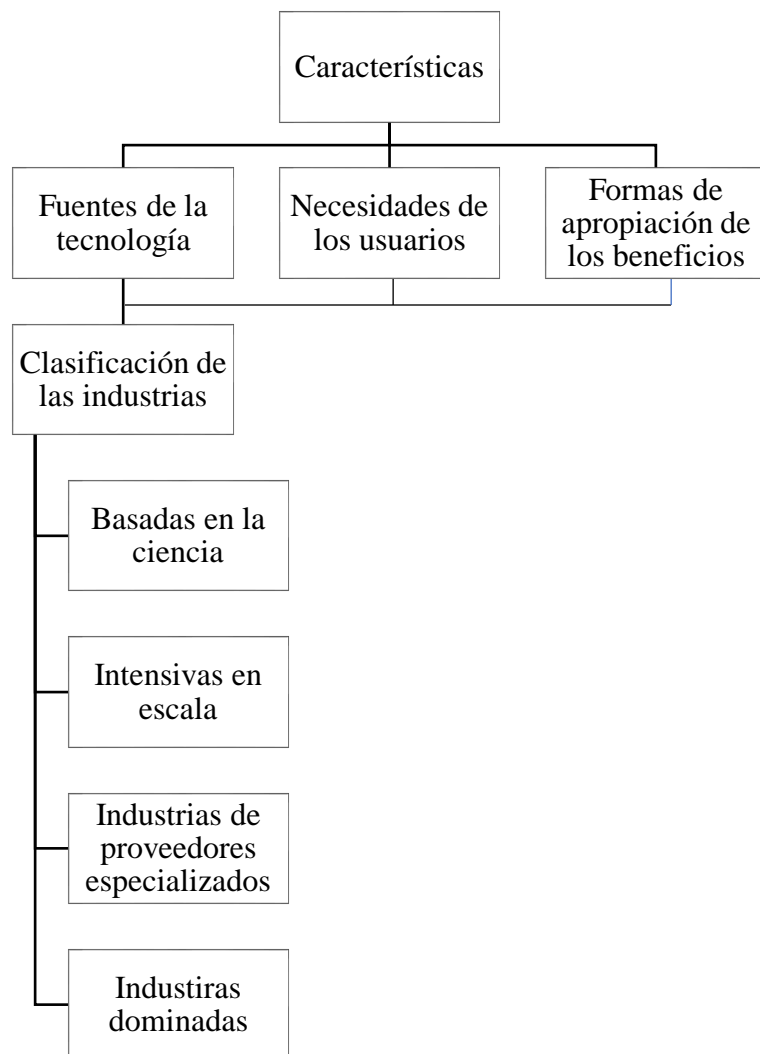 Características
Fuentes de la
tecnología
Necesidades de
los usuarios
Formas de
apropiación de
los beneficios
Clasificación de
las industrias
Basadas en la
ciencia
Intensivas en
escala
Industrias de
proveedores
especializados
Industiras
dominadas